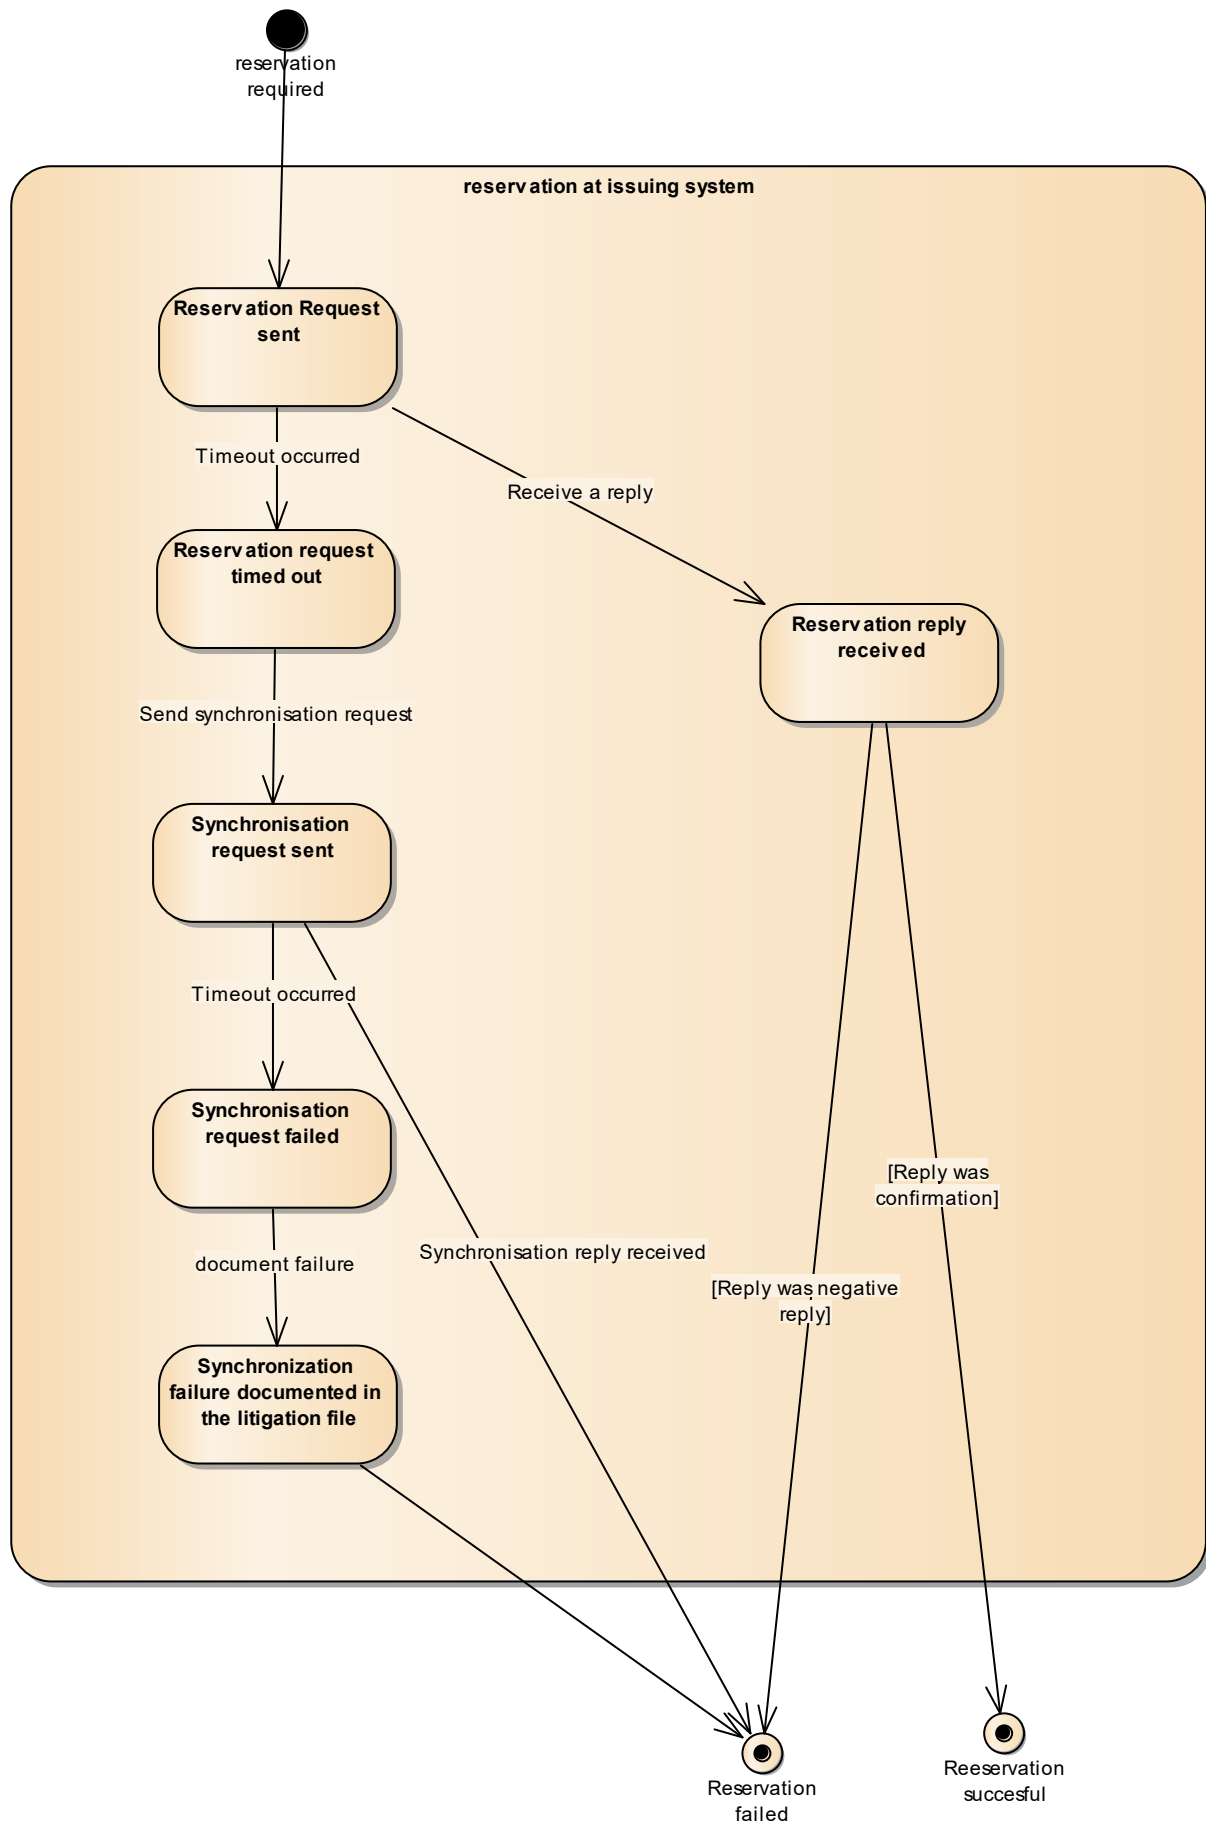 reservation
required
reservation at issuing system
Reservation Request
sent
Timeout occurred
Receive a reply
Reservation request
timed out
Reservation reply
received
Send synchronisation request
Synchronisation
request sent
Timeout occurred
Synchronisation
request failed
[Reply was
confirmation]
Synchronisation reply received
document failure
[Reply was negative
reply]
Synchronization
failure documented in
the litigation file
Reservation
failed
Reeservation
succesful